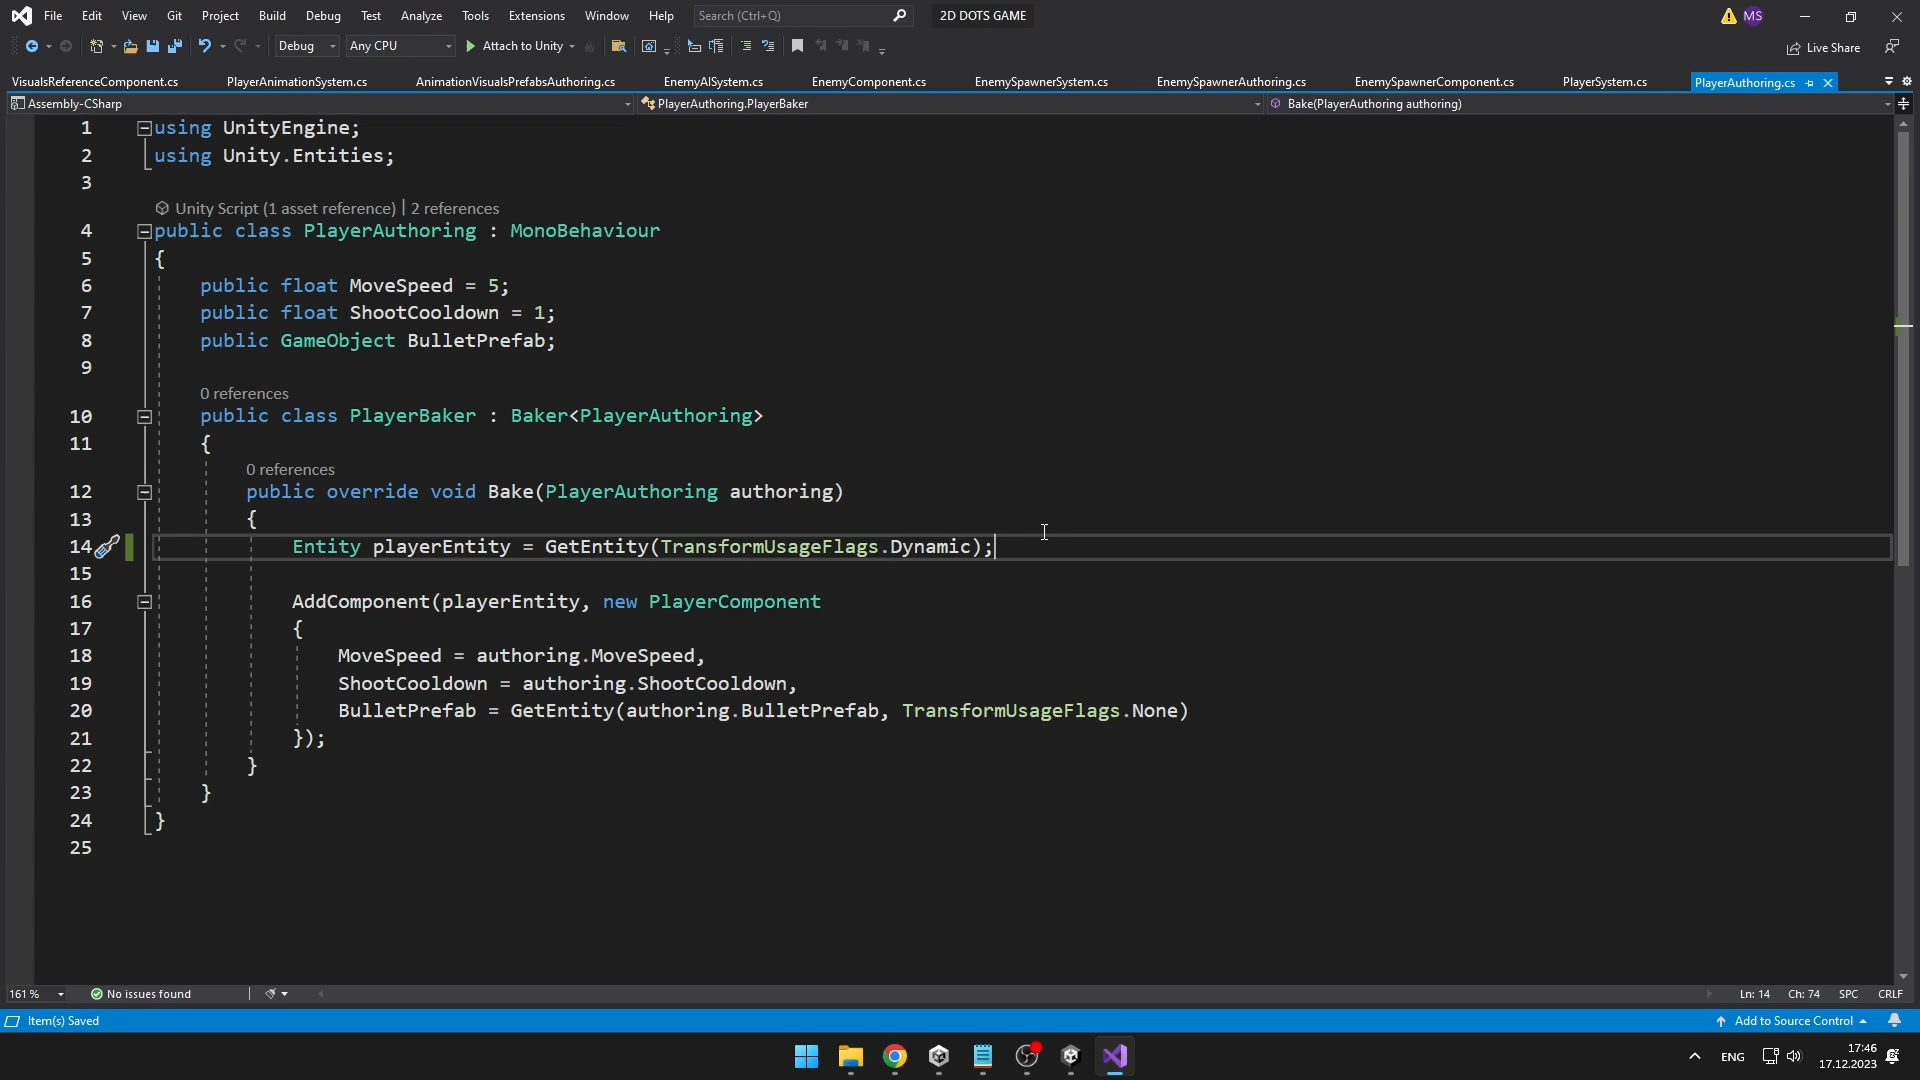 File Edit View Git Project Build Debug Test Analyze Tools Extensions Window Help Search (Ctrl+Q) 2D DOTS GAME MS
Debug Any CPU Attach to Unity Live Share
VisualsReferenceComponent.cs PlayerAnimationSystem.cs AnimationVisualsPrefabsAuthoring.cs EnemyAISystem.cs EnemyComponent.cs EnemySpawnerSystem.cs EnemySpawnerAuthoring.cs EnemySpawnerComponent.cs PlayerSystem.cs PlayerAuthoring.cs
Assembly-CSharp PlayerAuthoring.PlayerBaker Bake(PlayerAuthoring authoring)
1 using UnityEngine;
2 using Unity.Entities;
3
Unity Script (1 asset reference) | 2 references
4 public class PlayerAuthoring : MonoBehaviour
5 {
6 public float MoveSpeed = 5;
7 public float ShootCooldown = 1;
8 public GameObject BulletPrefab;
9
0 references
10 public class PlayerBaker : Baker<PlayerAuthoring>
11 {
0 references
12 public override void Bake(PlayerAuthoring authoring)
13 {
14 Entity playerEntity = GetEntity(TransformUsageFlags.Dynamic);
15
16 AddComponent(playerEntity, new PlayerComponent
17 {
18 MoveSpeed = authoring.MoveSpeed,
19 ShootCooldown = authoring.ShootCooldown,
20 BulletPrefab = GetEntity(authoring.BulletPrefab, TransformUsageFlags.None)
21 });
22 }
23 }
24 }
25
161 % No issues found Ln: 14 Ch: 74 SPC CRLF
Item(s) Saved Add to Source Control
ENG 17:46
17.12.2023